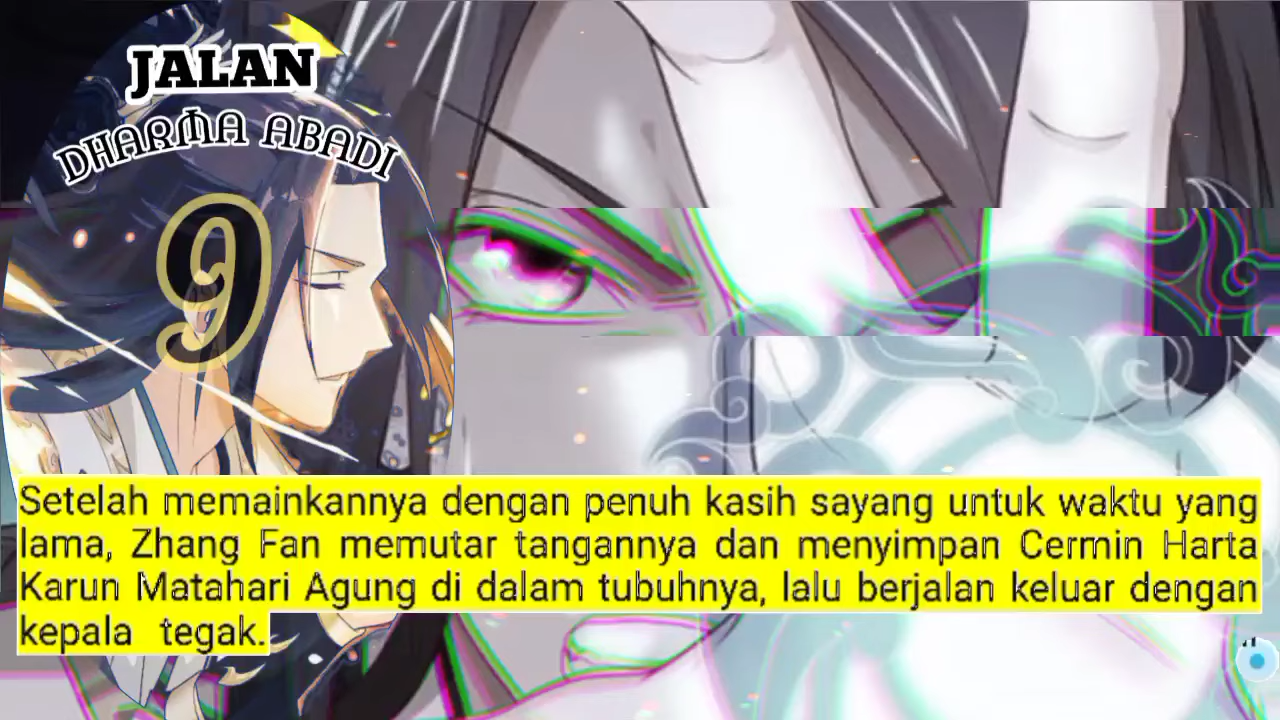 JALAN
DHARMA ABADI
9
Setelah memainkannya dengan penuh kasih sayang untuk waktu yang
lama, Zhang Fan memutar tangannya dan menyimpan Cermin Harta
Karun Matahari Agung di dalam tubuhnya, lalu berjalan keluar dengan
kepala tegak.